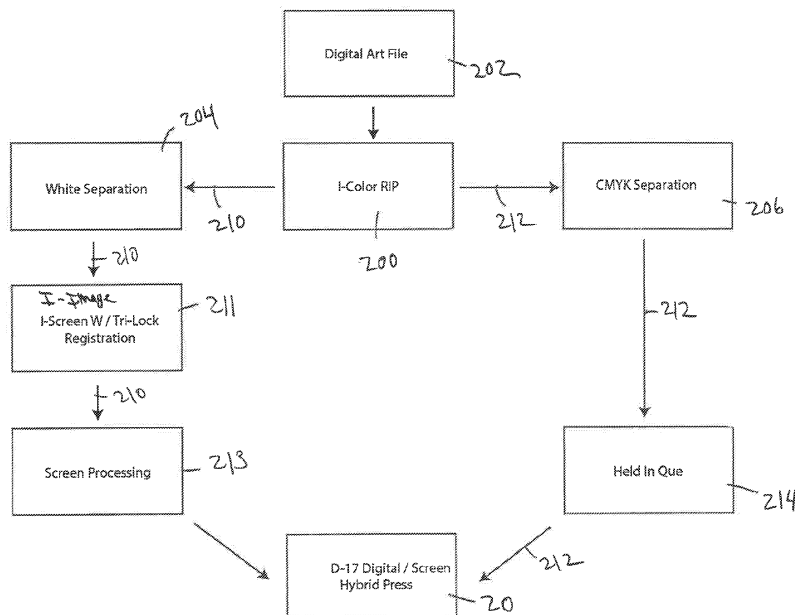 Digital Art File
202
204
White Separation
210
I-Color RIP
200
212
CMYK Separation
206
210
I-Image
I-Screen W / Tri-Lock
Registration
211
212
210
Screen Processing
213
Held In Que
214
D-17 Digital / Screen
Hybrid Press
20
212